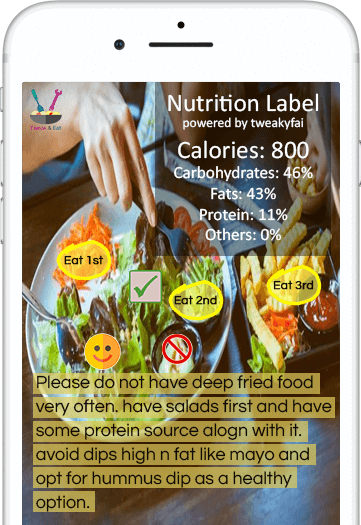 Tweak & Eat
Nutrition Label
powered by tweakyfai
Calories: 800
Carbohydrates: 46%
Fats: 43%
Protein: 11%
Others: 0%
Eat 1st
Eat 2nd
Eat 3rd
Please do not have deep fried food
very often. have salads first and have
some protein source alogn with it.
avoid dips high n fat like mayo and
opt for hummus dip as a healthy
option.